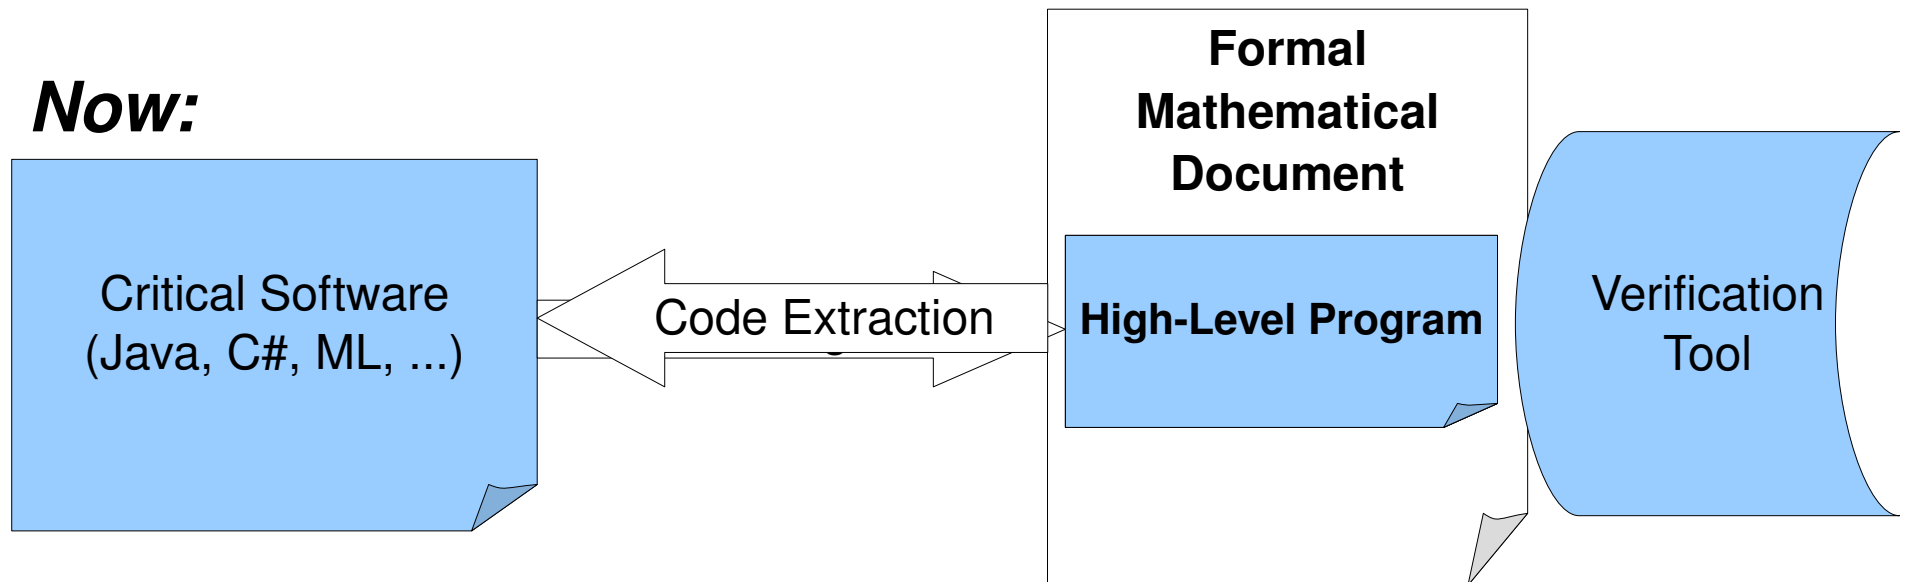 Now:
Critical Software
(Java, C#, ML, ...)
Code Extraction
Formal
Mathematical
Document
High-Level Program
Verification
Tool